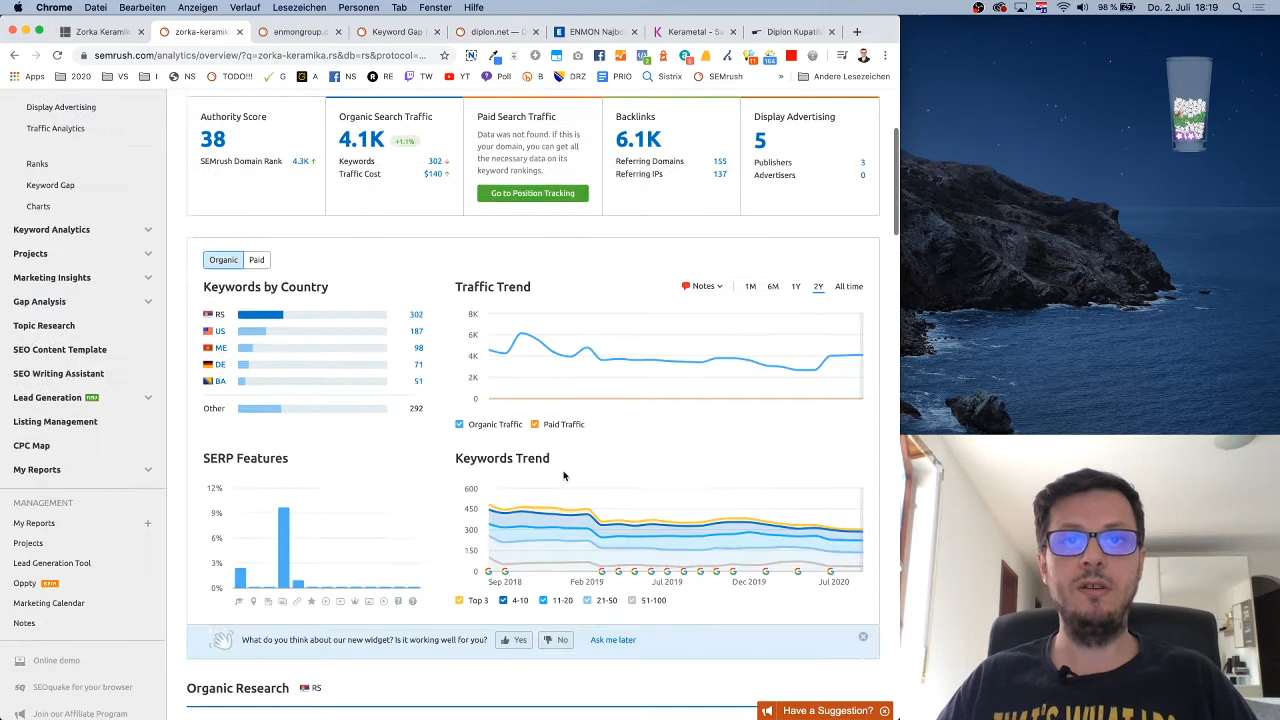 Chrome Datei Bearbeiten Anzeigen Verlauf Lesezeichen Personen Tab Fenster Hilfe 98 % Do. 2. Juli 18:19
Zorka Keramik zorka-keramik. enmongroup.c Keyword Gap diplon.net — ENMON Najbo Kerametal - Sv Diplon Kupatila
semrush.com/analytics/overview/?q=zorka-keramika.rs&db=rs&protocol=...
Apps 2020 VS I NS TODO!!! G A NS RE TW YT Poll B DRZ PRIO Sistrix SEMrush » Andere Lesezeichen
Display Advertising
Traffic Analytics
Ranks
Keyword Gap
Charts
Keyword Analytics
Projects
Marketing Insights
Gap Analysis
Topic Research
SEO Content Template
SEO Writing Assistant
Lead Generation
Listing Management
CPC Map
My Reports
MANAGEMENT
My Reports +
Projects
Lead Generation Tool
Oppty BETA
Marketing Calendar
Notes
Online demo
SEOquake for your browser
Join our Affiliate Program
Authority Score
38
SEMrush Domain Rank 4.3K ↑
Organic Search Traffic
4.1K +1.1%
Keywords 302 ↓
Traffic Cost $140 ↑
Paid Search Traffic
Data was not found. If this is
your domain, you can get
all the necessary data on its
keyword rankings.
Go to Position Tracking
Backlinks
6.1K
Referring Domains 155
Referring IPs 137
Display Advertising
5
Publishers 3
Advertisers 0
Organic Paid
Keywords by Country
RS 302
US 187
ME 98
DE 71
BA 51
Other 292
Traffic Trend
Notes 1M 6M 1Y 2Y All time
8K
6K
4K
2K
0
Organic Traffic Paid Traffic
SERP Features
12%
9%
6%
3%
0%
Keywords Trend
600
450
300
150
0
Sep 2018 Feb 2019 Jul 2019 Dec 2019 Jul 2020
Top 3 4-10 11-20 21-50 51-100
What do you think about our new widget? Is it working well for you? Yes No Ask me later
Organic Research RS
Have a Suggestion?
THAT'S WHAT I